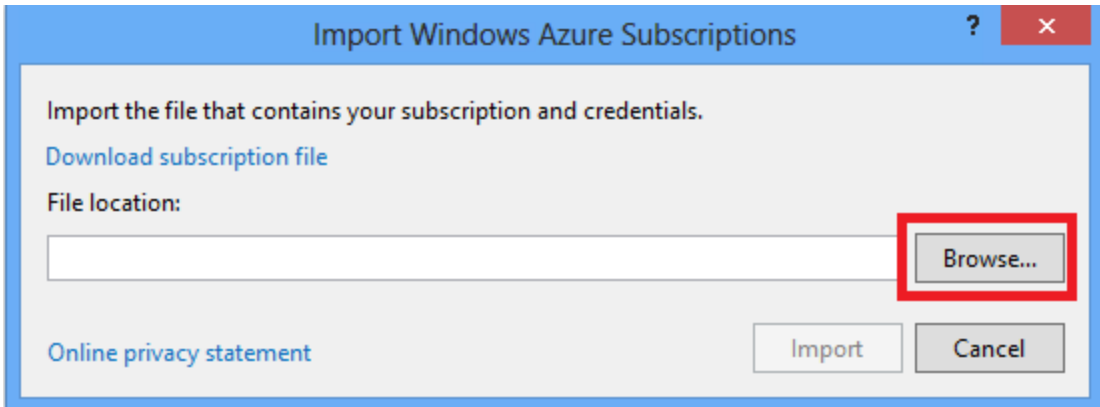 Import Windows Azure Subscriptions
?
×
Import the file that contains your subscription and credentials.
Download subscription file
File location:
Browse...
Online privacy statement
Import
Cancel